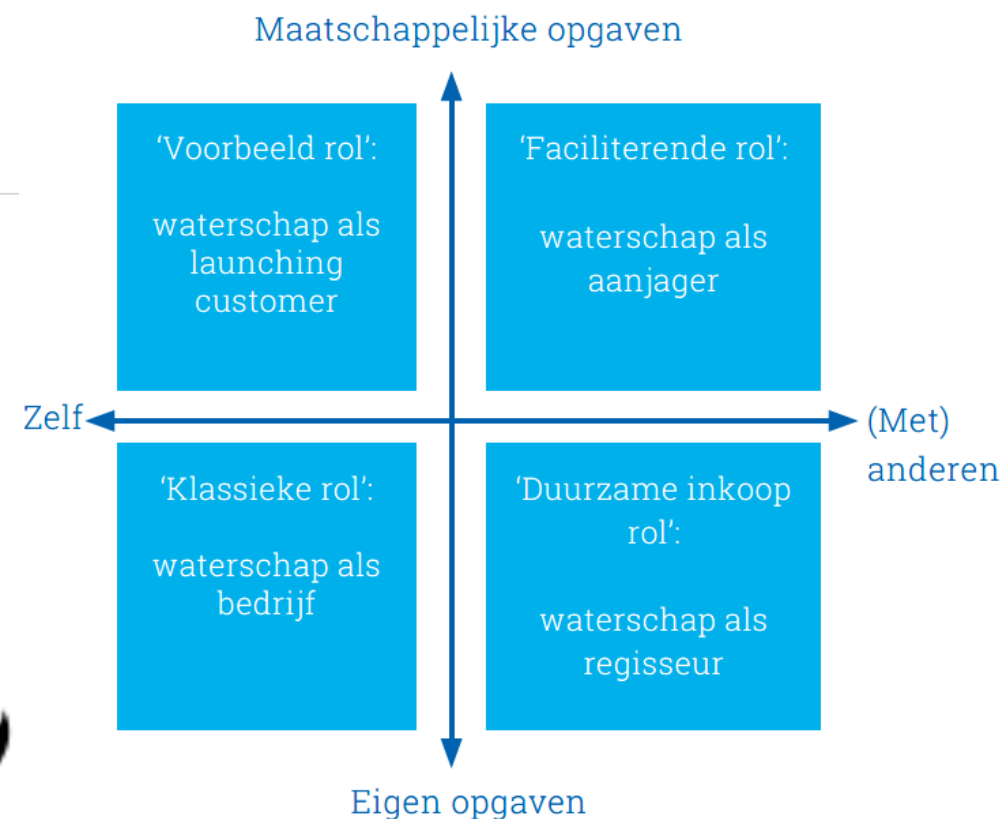 Maatschappelijke opgaven
‘Voorbeeld rol’:
waterschap als
launching
customer
‘Faciliterende rol’:
waterschap als
aanjager
Zelf
(Met)
anderen
‘Klassieke rol’:
waterschap als
bedrijf
‘Duurzame inkoop
rol’:
waterschap als
regisseur
Eigen opgaven